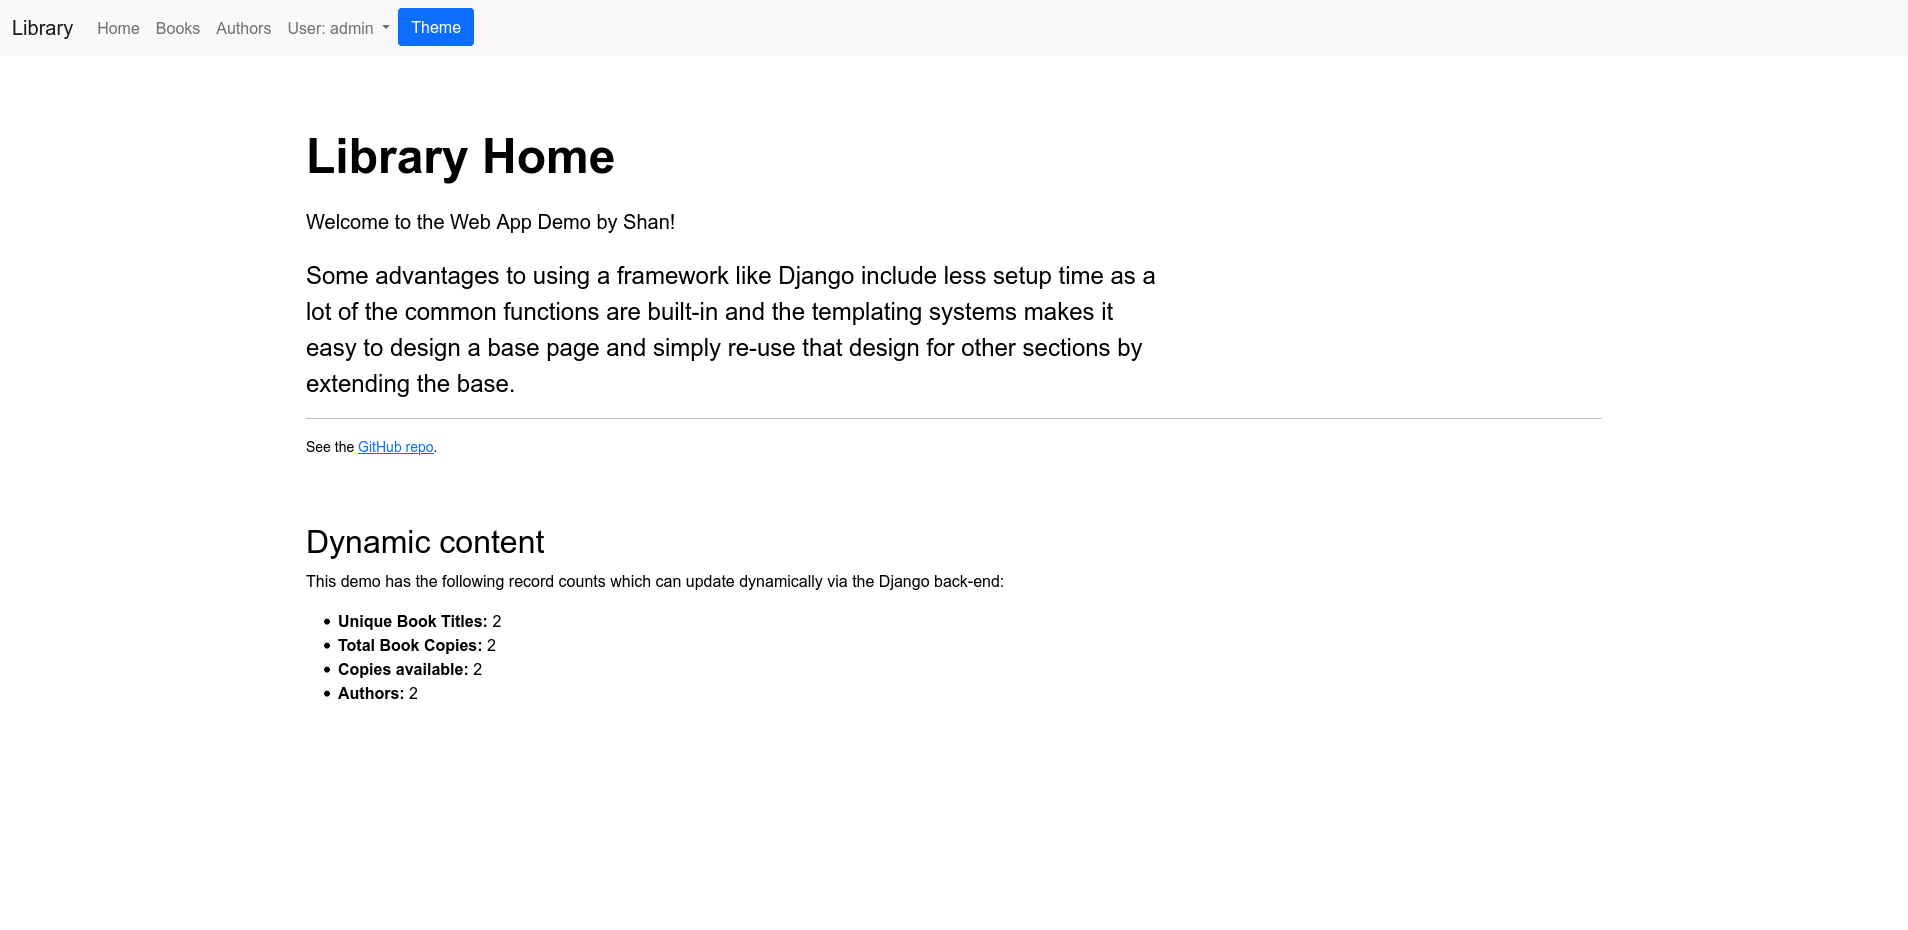 Library Home Books Authors User: admin Theme
Library Home
Welcome to the Web App Demo by Shan!
Some advantages to using a framework like Django include less setup time as a
lot of the common functions are built-in and the templating systems makes it
easy to design a base page and simply re-use that design for other sections by
extending the base.
See the GitHub repo.
Dynamic content
This demo has the following record counts which can update dynamically via the Django back-end:
• Unique Book Titles: 2
• Total Book Copies: 2
• Copies available: 2
• Authors: 2